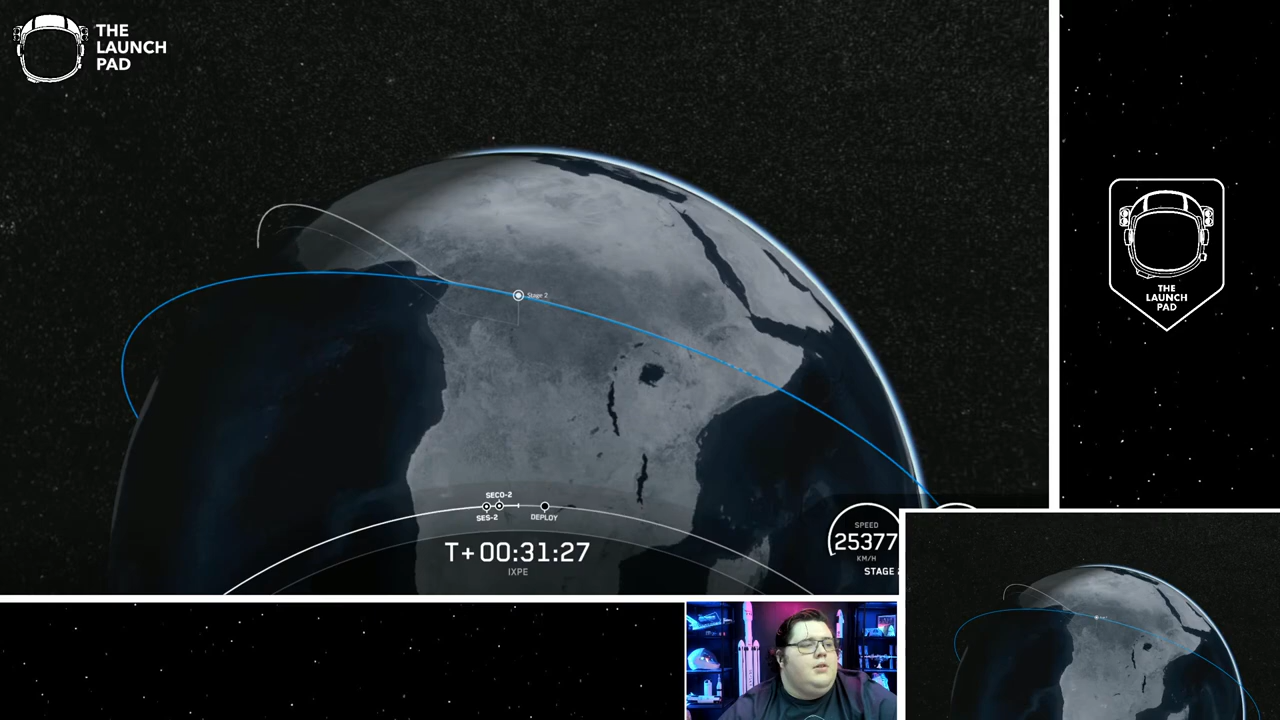 THE
LAUNCH
PAD
Stage 2
THE
LAUNCH
PAD
SECO-2
SES-2
DEPLOY
T+00:31:27
IXPE
SPEED
25377
KM/H
STAGE